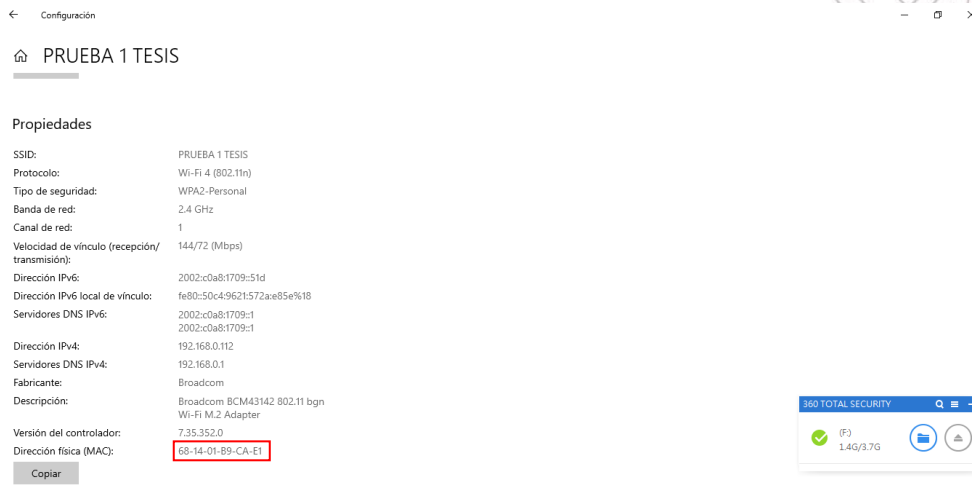 Configuración
PRUEBA 1 TESIS
Propiedades
SSID: PRUEBA 1 TESIS
Protocolo: Wi-Fi 4 (802.11n)
Tipo de seguridad: WPA2-Personal
Banda de red: 2.4 GHz
Canal de red: 1
Velocidad de vínculo (recepción/ 144/72 (Mbps)
transmisión):
Dirección IPv6: 2002:c0a8:1709::51d
Dirección IPv6 local de vínculo: fe80::50c4:9621:572a:e85e%18
Servidores DNS IPv6: 2002:c0a8:1709::1
2002:c0a8:1709::1
Dirección IPv4: 192.168.0.112
Servidores DNS IPv4: 192.168.0.1
Fabricante: Broadcom
Descripción: Broadcom BCM43142 802.11 bgn
Wi-Fi M.2 Adapter
Versión del controlador: 7.35.352.0
Dirección física (MAC): 68-14-01-B9-CA-E1
Copiar
360 TOTAL SECURITY
(F:)
1.4G/3.7G